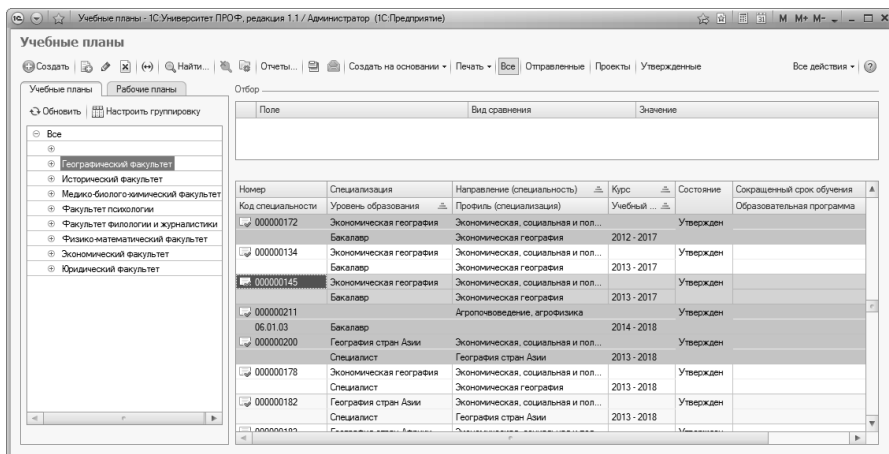 Учебные планы - 1С:Университет ПРОФ, редакция 1.1 / Администратор (1С:Предприятие)
M M+ M-
Учебные планы
Создать Найти... Отчеты... Создать на основании Печать Все Отправленные Проекты Утвержденные Все действия
Учебные планы Рабочие планы
Обновить Настроить группировку
Все
Географический факультет
Исторический факультет
Медико-биолого-химический факультет
Факультет психологии
Факультет филологии и журналистики
Физико-математический факультет
Экономический факультет
Юридический факультет
Отбор
Поле Вид сравнения Значение
Номер Специализация Направление (специальность) Курс Состояние Сокращенный срок обучения
Код специальности Уровень образования Профиль (специализация) Учебный ... Образовательная программа
000000172 Экономическая география Экономическая, социальная и пол... Утвержден
Бакалавр Экономическая география 2012 - 2017
000000134 Экономическая география Экономическая, социальная и пол... Утвержден
Бакалавр Экономическая география 2013 - 2017
000000145 Экономическая география Экономическая, социальная и пол... Утвержден
Бакалавр Экономическая география 2013 - 2017
000000211 Агропочвоведение, агрофизика Утвержден
06.01.03 Бакалавр 2014 - 2018
000000200 География стран Азии Экономическая, социальная и пол... Утвержден
Специалист География стран Азии 2013 - 2018
000000178 Экономическая география Экономическая, социальная и пол... Утвержден
Специалист Экономическая география 2013 - 2018
000000182 География стран Азии Экономическая, социальная и пол... Утвержден
Специалист География стран Азии 2013 - 2018